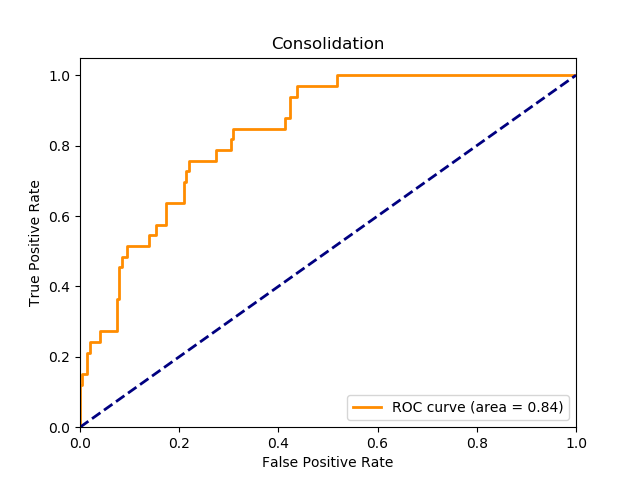 Consolidation
True Positive Rate
1.0
0.8
0.6
0.4
0.2
0.0
0.0 0.2 0.4 0.6 0.8 1.0
False Positive Rate
ROC curve (area = 0.84)